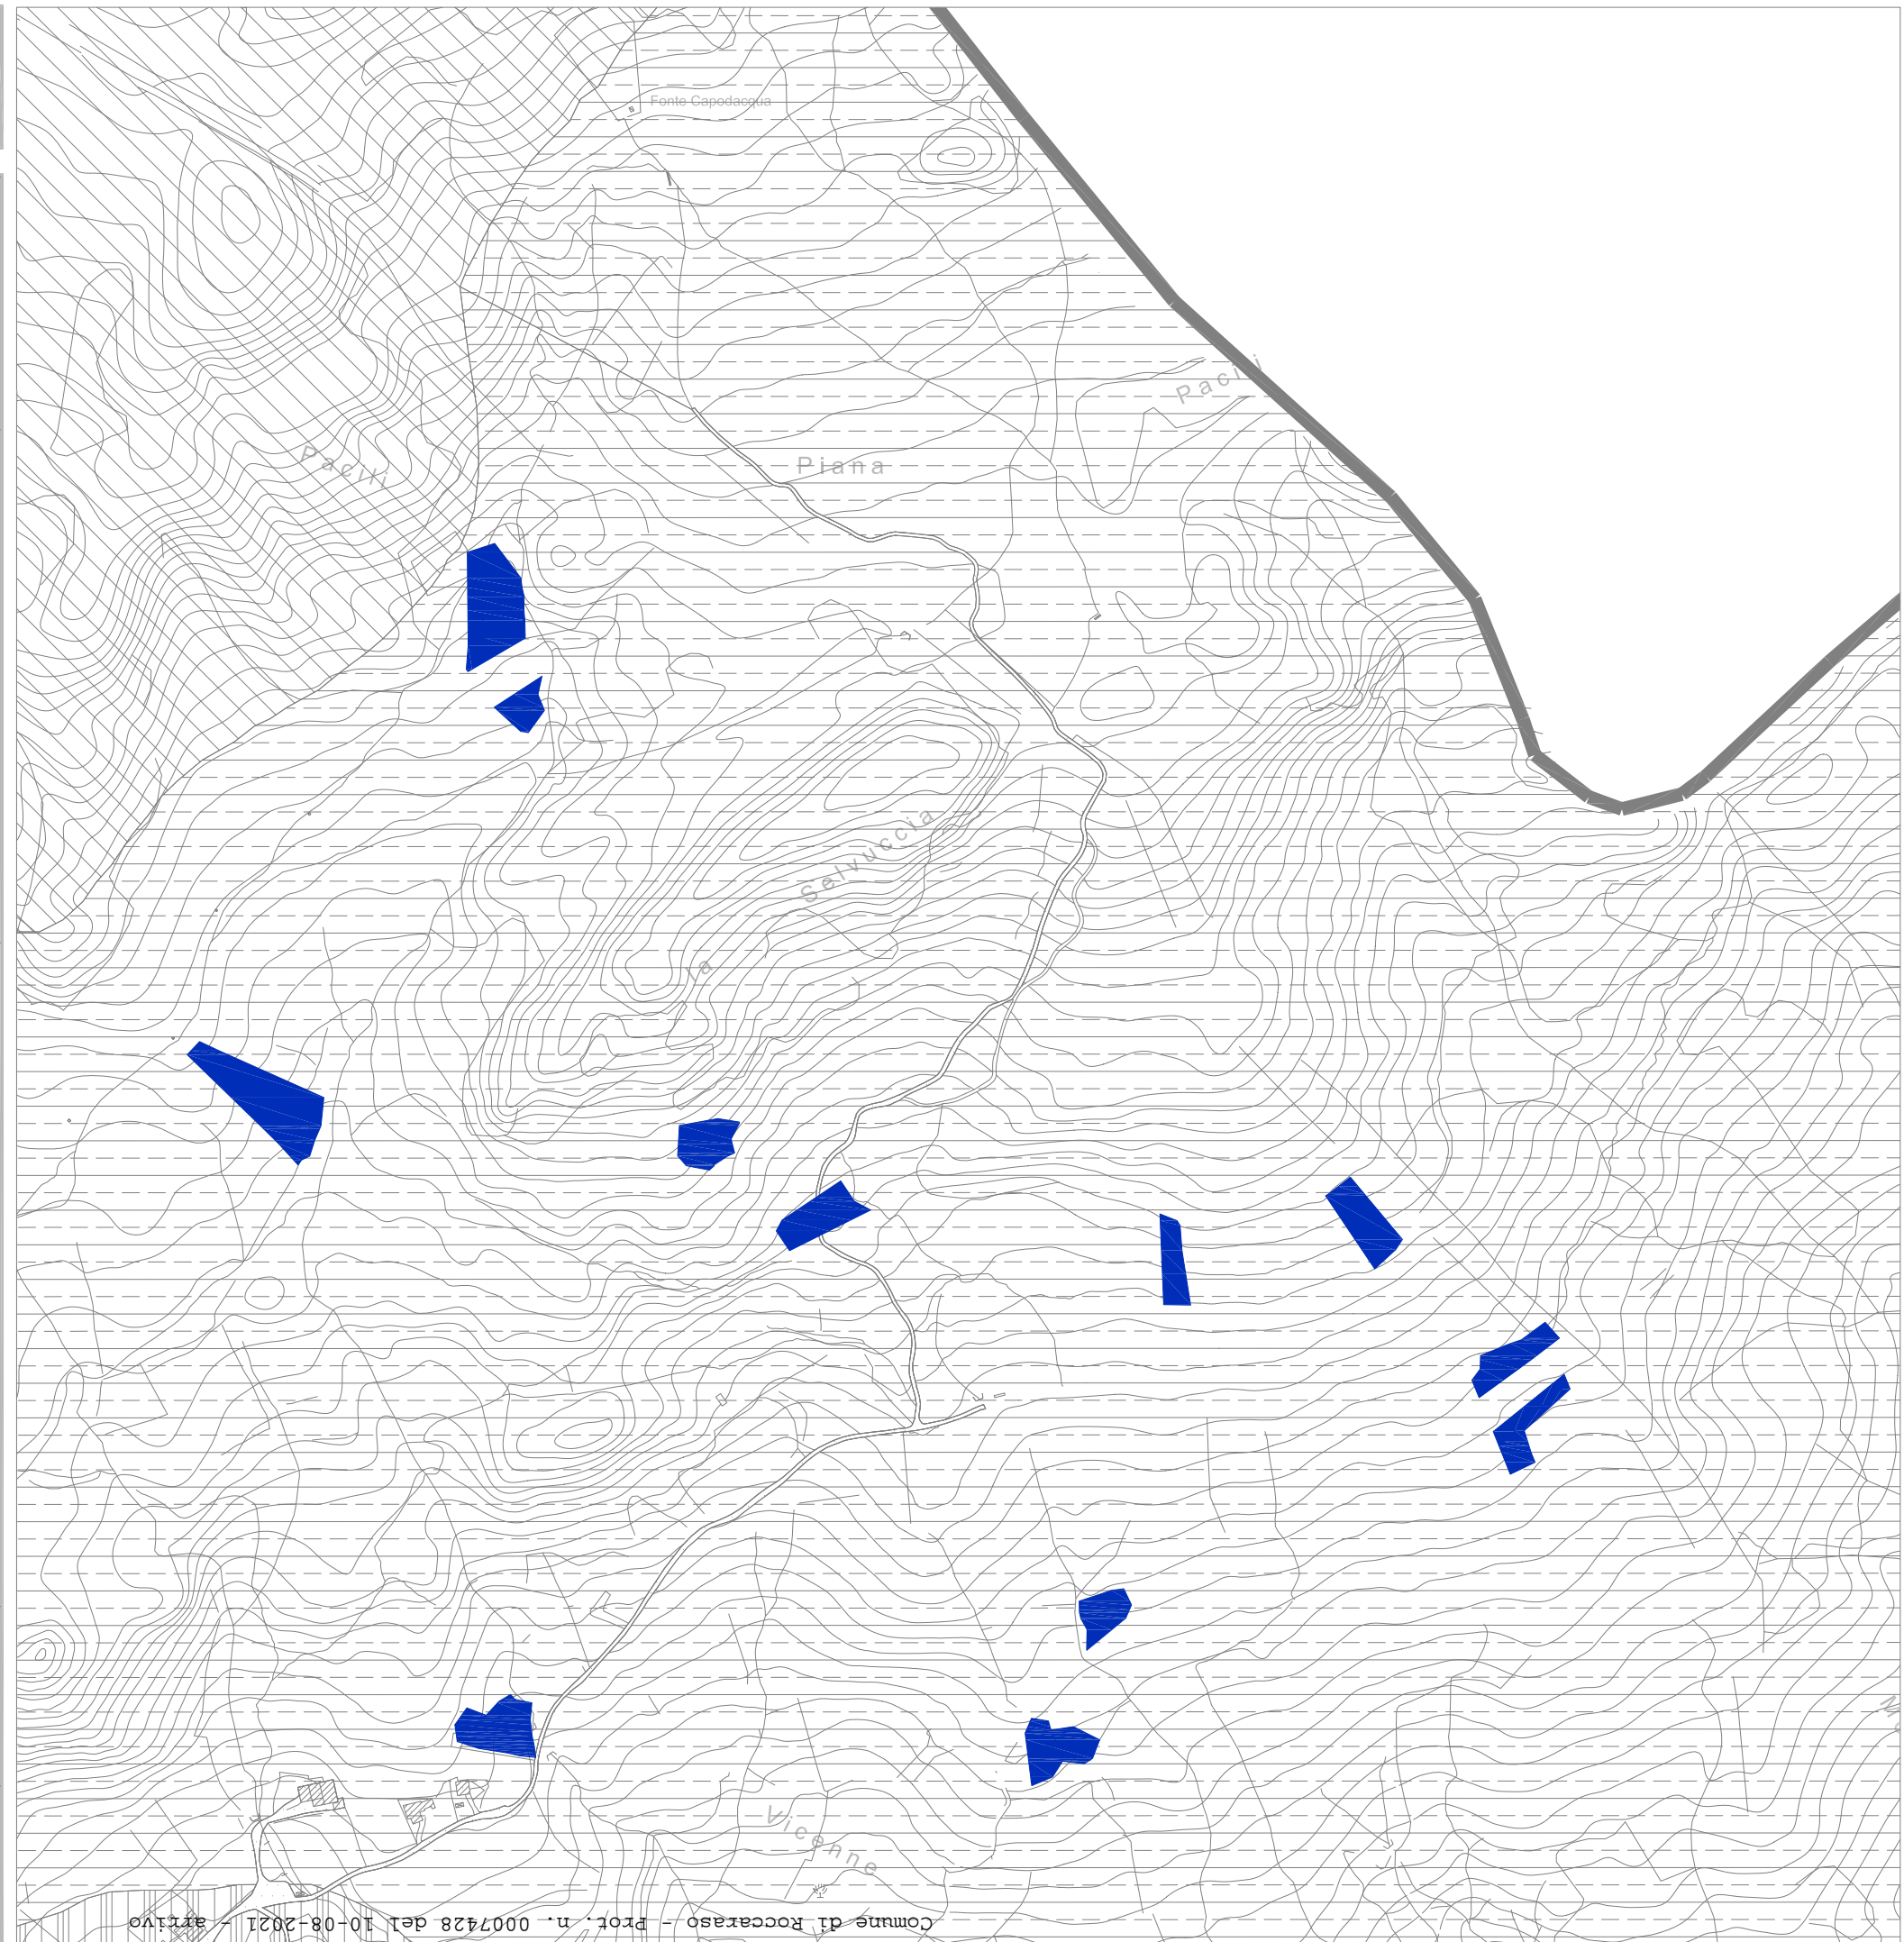 Fonte Capodacqua
Pacili
Pacili
Piana
la Selvuccia
Vicenne
Comune di Roccaraso - Prot. n. 0007428 del 10-08-2021 - arrivo